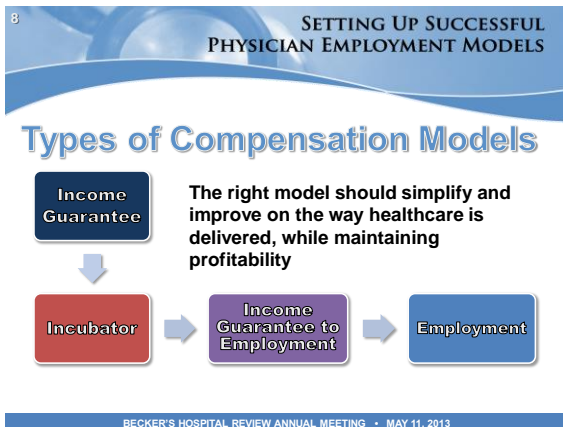 8
SETTING UP SUCCESSFUL
PHYSICIAN EMPLOYMENT MODELS
Types of Compensation Models
Income
Guarantee
The right model should simplify and
improve on the way healthcare is
delivered, while maintaining
profitability
Incubator
Income
Guarantee to
Employment
Employment
BECKER'S HOSPITAL REVIEW ANNUAL MEETING • MAY 11, 2013